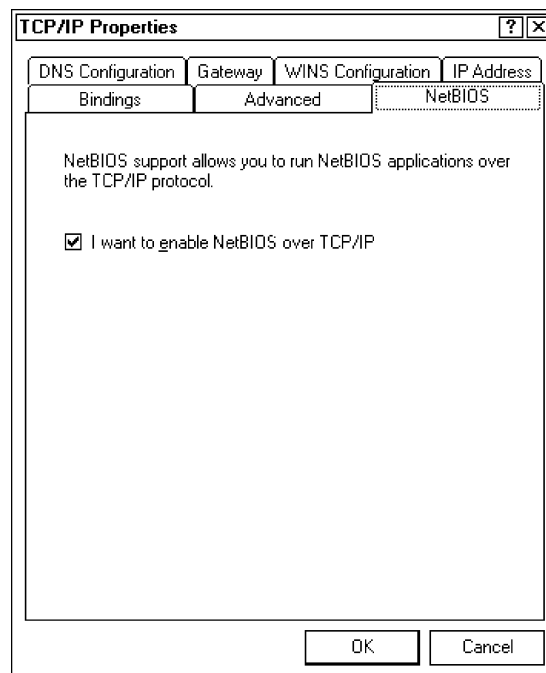 TCP/IP Properties ? X
DNS Configuration Gateway WINS Configuration IP Address
Bindings Advanced NetBIOS
NetBIOS support allows you to run NetBIOS applications over
the TCP/IP protocol.
I want to enable NetBIOS over TCP/IP
OK Cancel